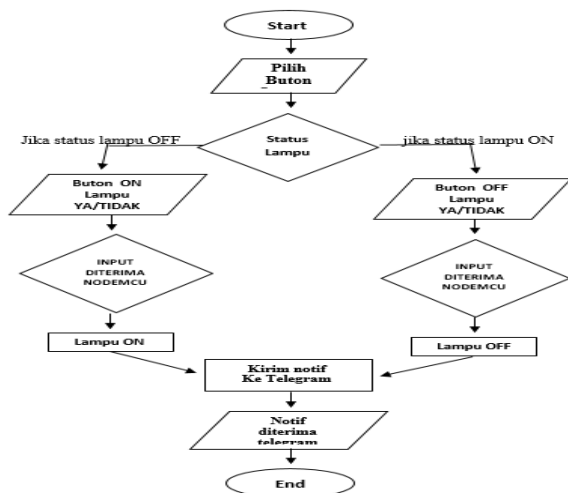 Start
Pilih
Buton
Jika status lampu OFF
Status
Lampu
jika status lampu ON
Buton ON
Lampu
YA/TIDAK
Buton OFF
Lampu
YA/TIDAK
INPUT
DITERIMA
NODEMCU
INPUT
DITERIMA
NODEMCU
Lampu ON
Lampu OFF
Kirim notif
Ke Telegram
Notif
diterima
telegram
End